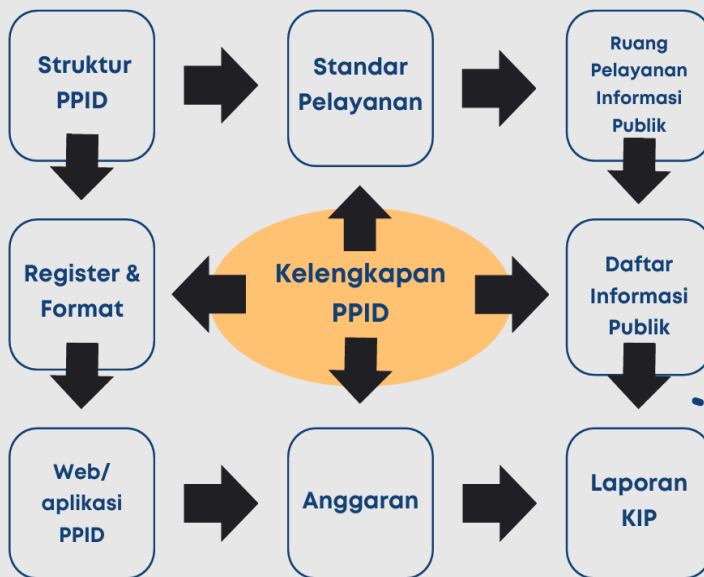 Struktur
PPID
Standar
Pelayanan
Ruang
Pelayanan
Informasi
Publik
Register &
Format
Kelengkapan
PPID
Daftar
Informasi
Publik
Web/
aplikasi
PPID
Anggaran
Laporan
KIP